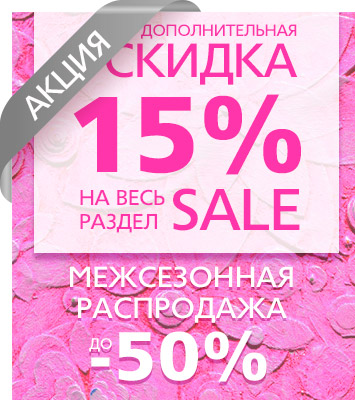 АКЦИЯ
ДОПОЛНИТЕЛЬНАЯ
СКИДКА
15%
НА ВЕСЬ
РАЗДЕЛ SALE
МЕЖСЕЗОННАЯ
РАСПРОДАЖА
ДО -50%